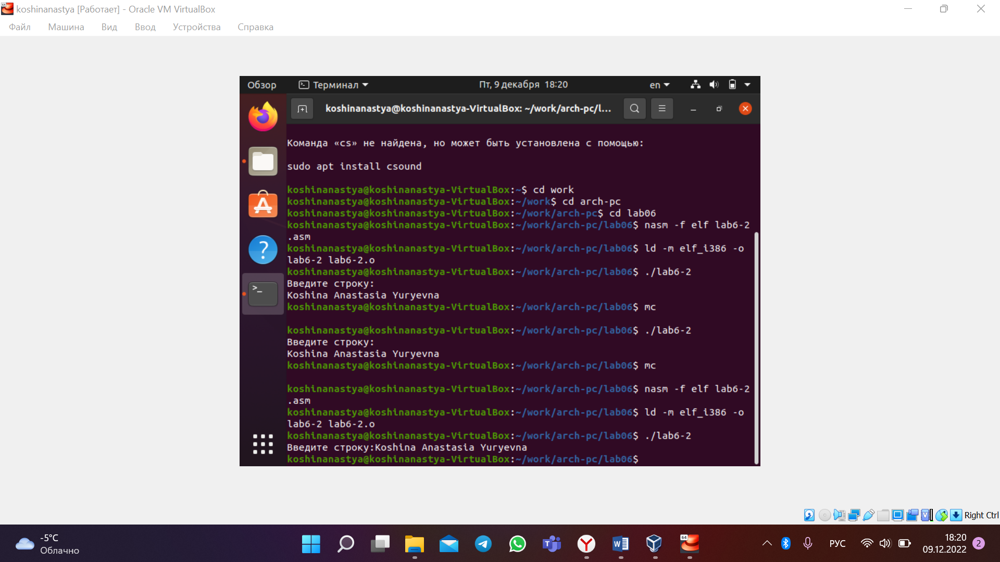 koshinanastya [Работает] - Oracle VM VirtualBox
Файл Машина Вид Ввод Устройства Справка
Обзор Терминал Пт, 9 декабря 18:20 en
koshinanastya@koshinanastya-VirtualBox: ~/work/arch-pc/l...
Команда «cs» не найдена, но может быть установлена с помощью:
sudo apt install csound
koshinanastya@koshinanastya-VirtualBox:~$ cd work
koshinanastya@koshinanastya-VirtualBox:~/work$ cd arch-pc
koshinanastya@koshinanastya-VirtualBox:~/work/arch-pc$ cd lab06
koshinanastya@koshinanastya-VirtualBox:~/work/arch-pc/lab06$ nasm -f elf lab6-2
.asm
koshinanastya@koshinanastya-VirtualBox:~/work/arch-pc/lab06$ ld -m elf_i386 -o
lab6-2 lab6-2.o
koshinanastya@koshinanastya-VirtualBox:~/work/arch-pc/lab06$ ./lab6-2
Введите строку:
Koshina Anastasia Yuryevna
koshinanastya@koshinanastya-VirtualBox:~/work/arch-pc/lab06$ mc
koshinanastya@koshinanastya-VirtualBox:~/work/arch-pc/lab06$ ./lab6-2
Введите строку:
Koshina Anastasia Yuryevna
koshinanastya@koshinanastya-VirtualBox:~/work/arch-pc/lab06$ mc
koshinanastya@koshinanastya-VirtualBox:~/work/arch-pc/lab06$ nasm -f elf lab6-2
.asm
koshinanastya@koshinanastya-VirtualBox:~/work/arch-pc/lab06$ ld -m elf_i386 -o
lab6-2 lab6-2.o
koshinanastya@koshinanastya-VirtualBox:~/work/arch-pc/lab06$ ./lab6-2
Введите строку:Koshina Anastasia Yuryevna
koshinanastya@koshinanastya-VirtualBox:~/work/arch-pc/lab06$
Right Ctrl
-5°C
Облачно
РУС
18:20
09.12.2022
2